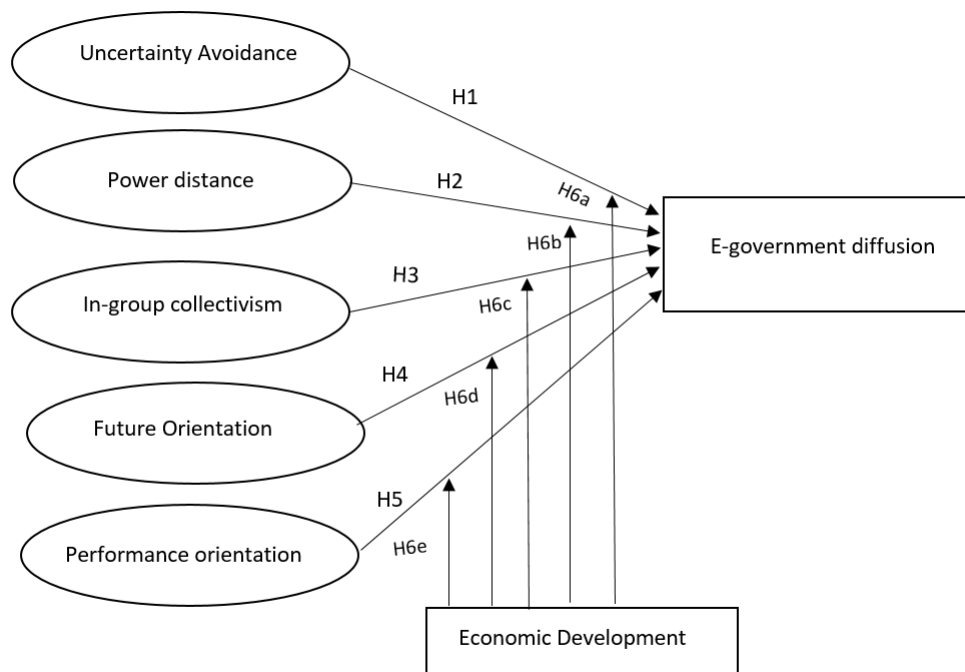 Uncertainty Avoidance
H1
Power distance
H2
H6a
E-government diffusion
H6b
In-group collectivism
H3
H6c
H4
H6d
Future Orientation
H5
H6e
Performance orientation
Economic Development